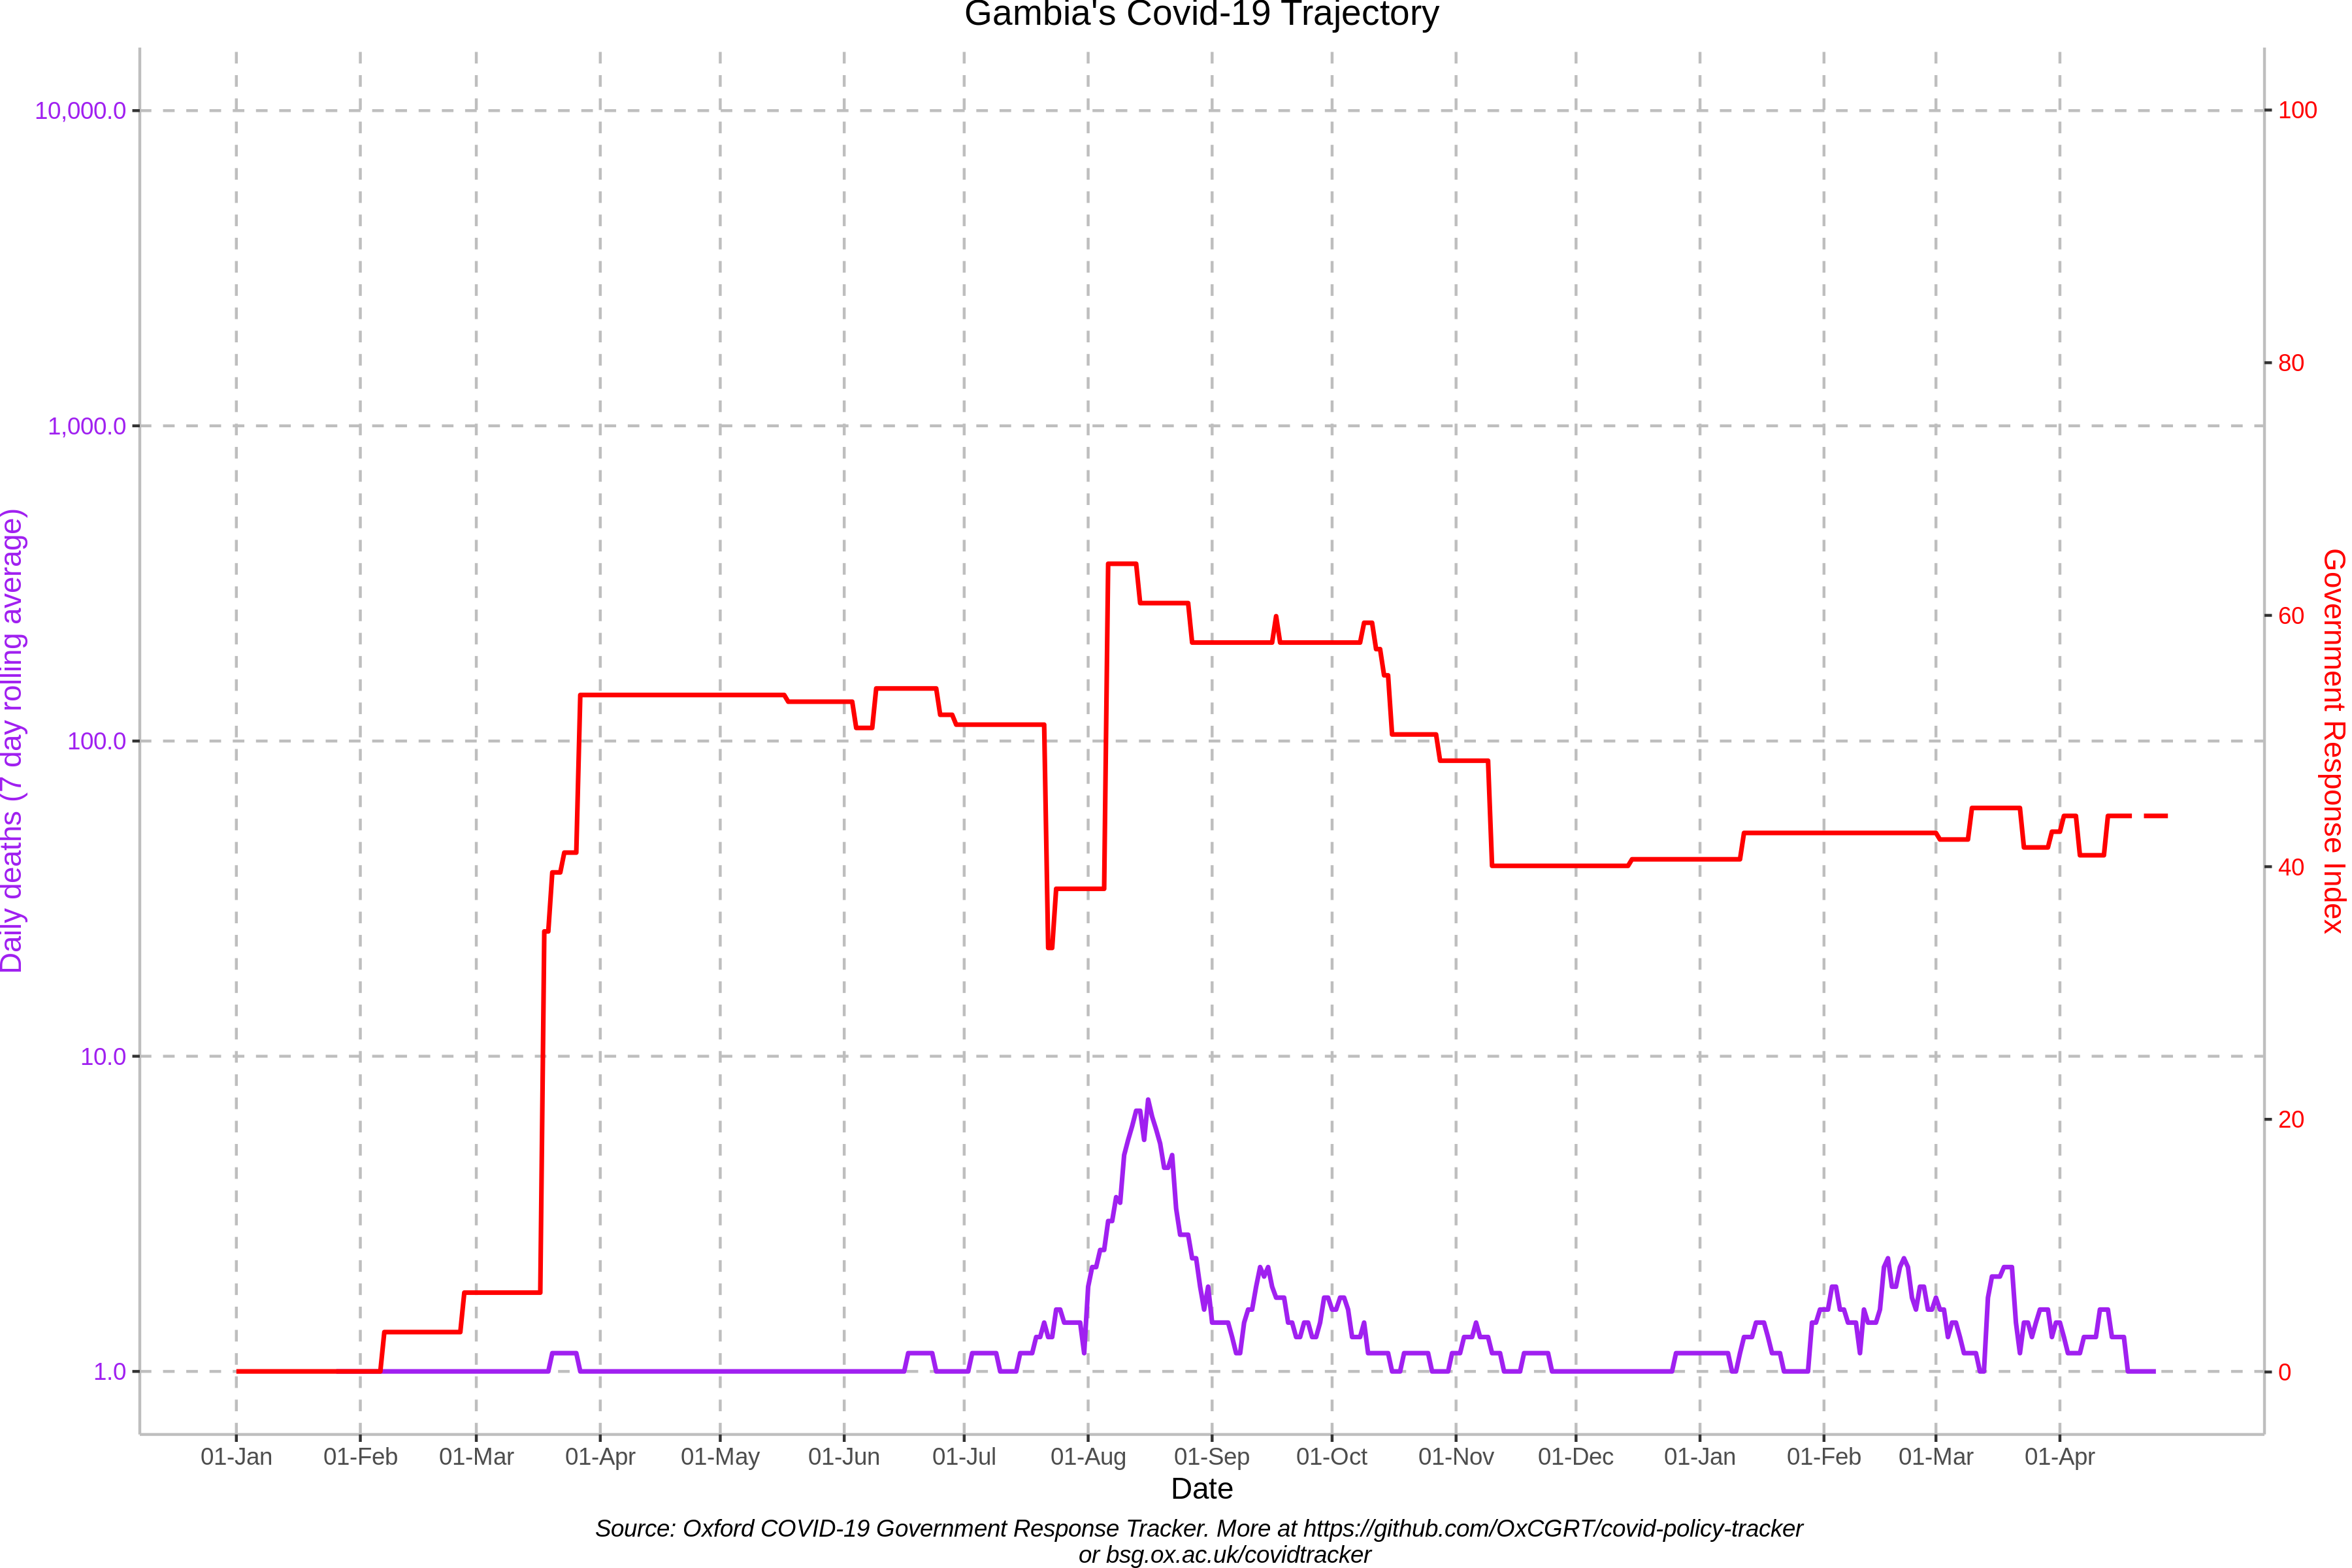 Gambia's Covid-19 Trajectory
10,000.0
1,000.0
100.0
10.0
1.0
Daily deaths (7 day rolling average)
100
80
60
40
20
0
Government Response Index
01-Jan 01-Feb 01-Mar 01-Apr 01-May 01-Jun 01-Jul 01-Aug 01-Sep 01-Oct 01-Nov 01-Dec 01-Jan 01-Feb 01-Mar 01-Apr
Date
Source: Oxford COVID-19 Government Response Tracker. More at https://github.com/OxCGRT/covid-policy-tracker
or bsg.ox.ac.uk/covidtracker